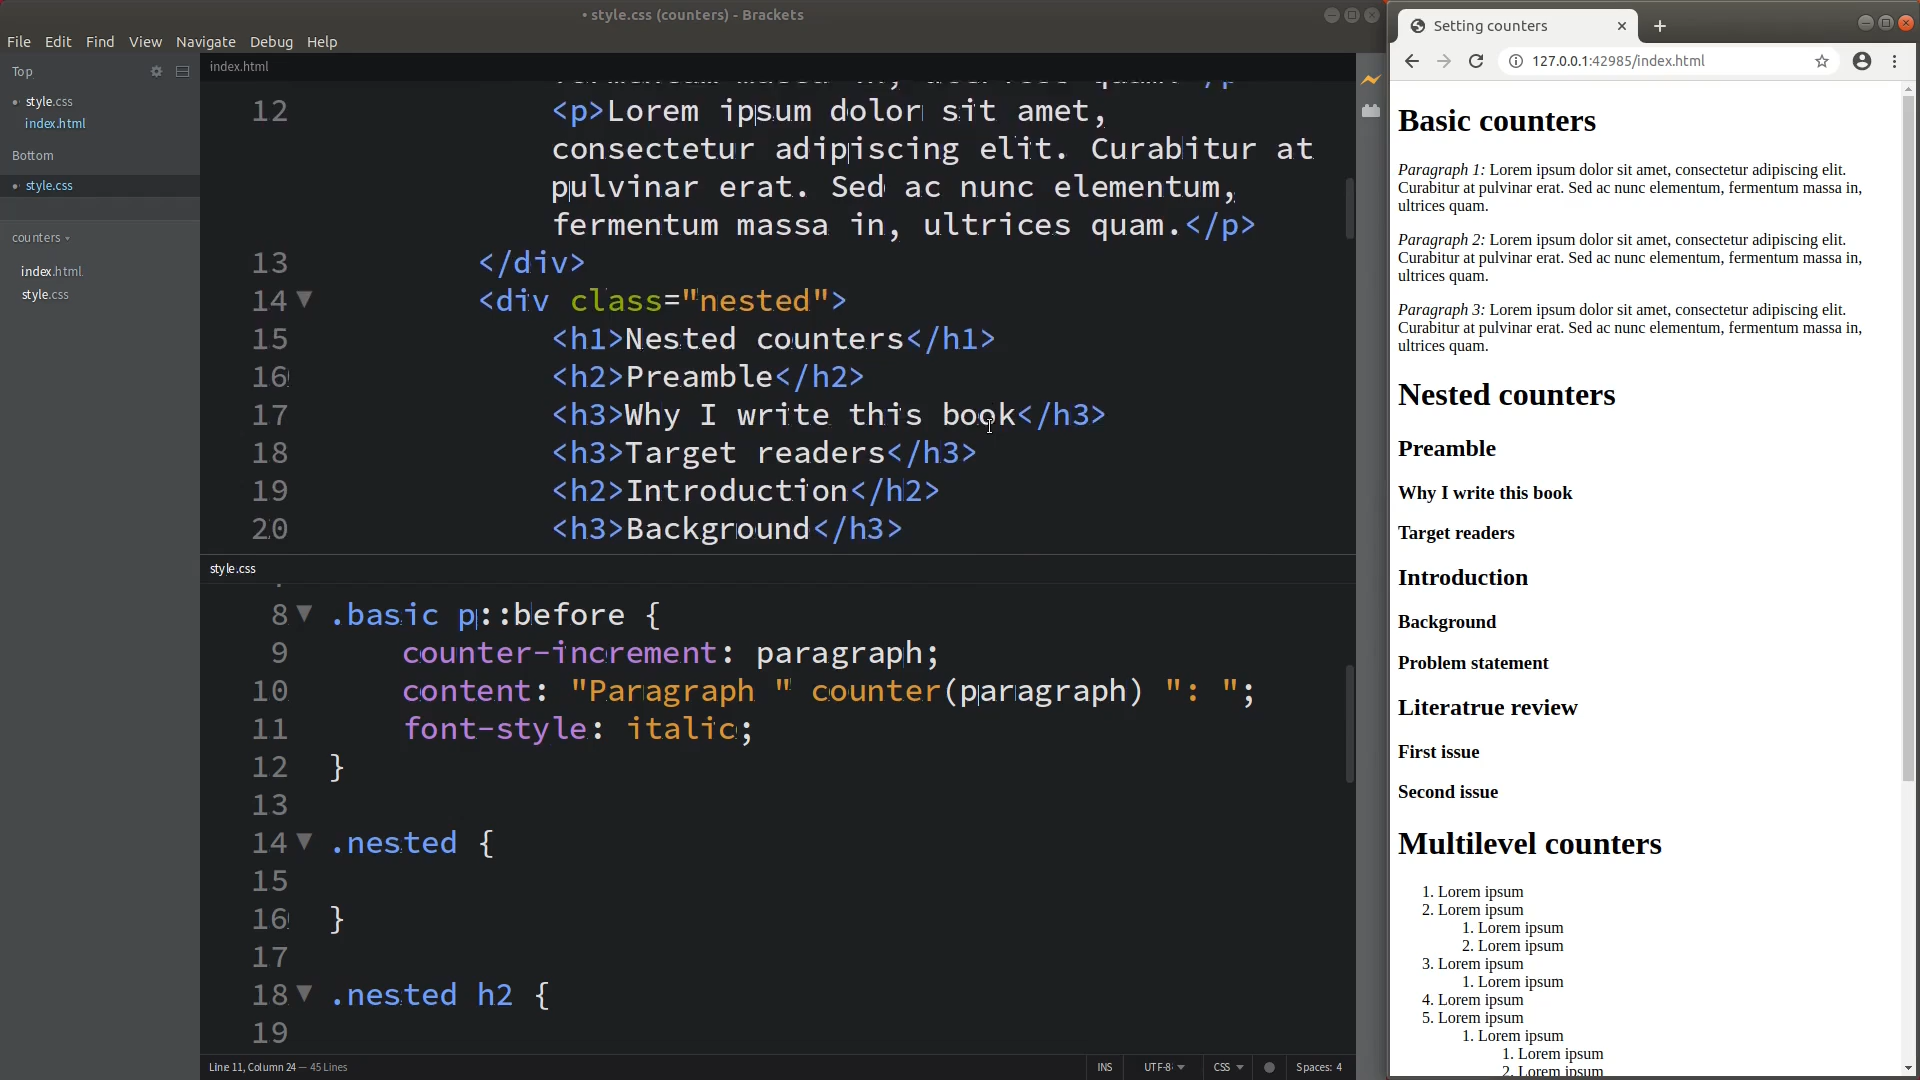 • style.css (counters) - Brackets
File Edit Find View Navigate Debug Help
Top
• style.css
index.html
Bottom
• style.css
counters
index.html
style.css
index.html
12 <p>Lorem ipsum dolor sit amet,
consectetur adipiscing elit. Curabitur at
pulvinar erat. Sed ac nunc elementum,
fermentum massa in, ultrices quam.</p>
13 </div>
14 <div class="nested">
15 <h1>Nested counters</h1>
16 <h2>Preamble</h2>
17 <h3>Why I write this book</h3>
18 <h3>Target readers</h3>
19 <h2>Introduction</h2>
20 <h3>Background</h3>
style.css
8 .basic p::before {
9 counter-increment: paragraph;
10 content: "Paragraph " counter(paragraph) ": ";
11 font-style: italic;
12 }
13
14 .nested {
15
16 }
17
18 .nested h2 {
19
Line 11, Column 24 — 45 Lines
INS UTF-8 CSS Spaces: 4
Setting counters
127.0.0.1:42985/index.html
Basic counters
Paragraph 1: Lorem ipsum dolor sit amet, consectetur adipiscing elit.
Curabitur at pulvinar erat. Sed ac nunc elementum, fermentum massa in,
ultrices quam.
Paragraph 2: Lorem ipsum dolor sit amet, consectetur adipiscing elit.
Curabitur at pulvinar erat. Sed ac nunc elementum, fermentum massa in,
ultrices quam.
Paragraph 3: Lorem ipsum dolor sit amet, consectetur adipiscing elit.
Curabitur at pulvinar erat. Sed ac nunc elementum, fermentum massa in,
ultrices quam.
Nested counters
Preamble
Why I write this book
Target readers
Introduction
Background
Problem statement
Literatrue review
First issue
Second issue
Multilevel counters
1. Lorem ipsum
2. Lorem ipsum
1. Lorem ipsum
2. Lorem ipsum
3. Lorem ipsum
1. Lorem ipsum
4. Lorem ipsum
5. Lorem ipsum
1. Lorem ipsum
1. Lorem ipsum
2. Lorem ipsum